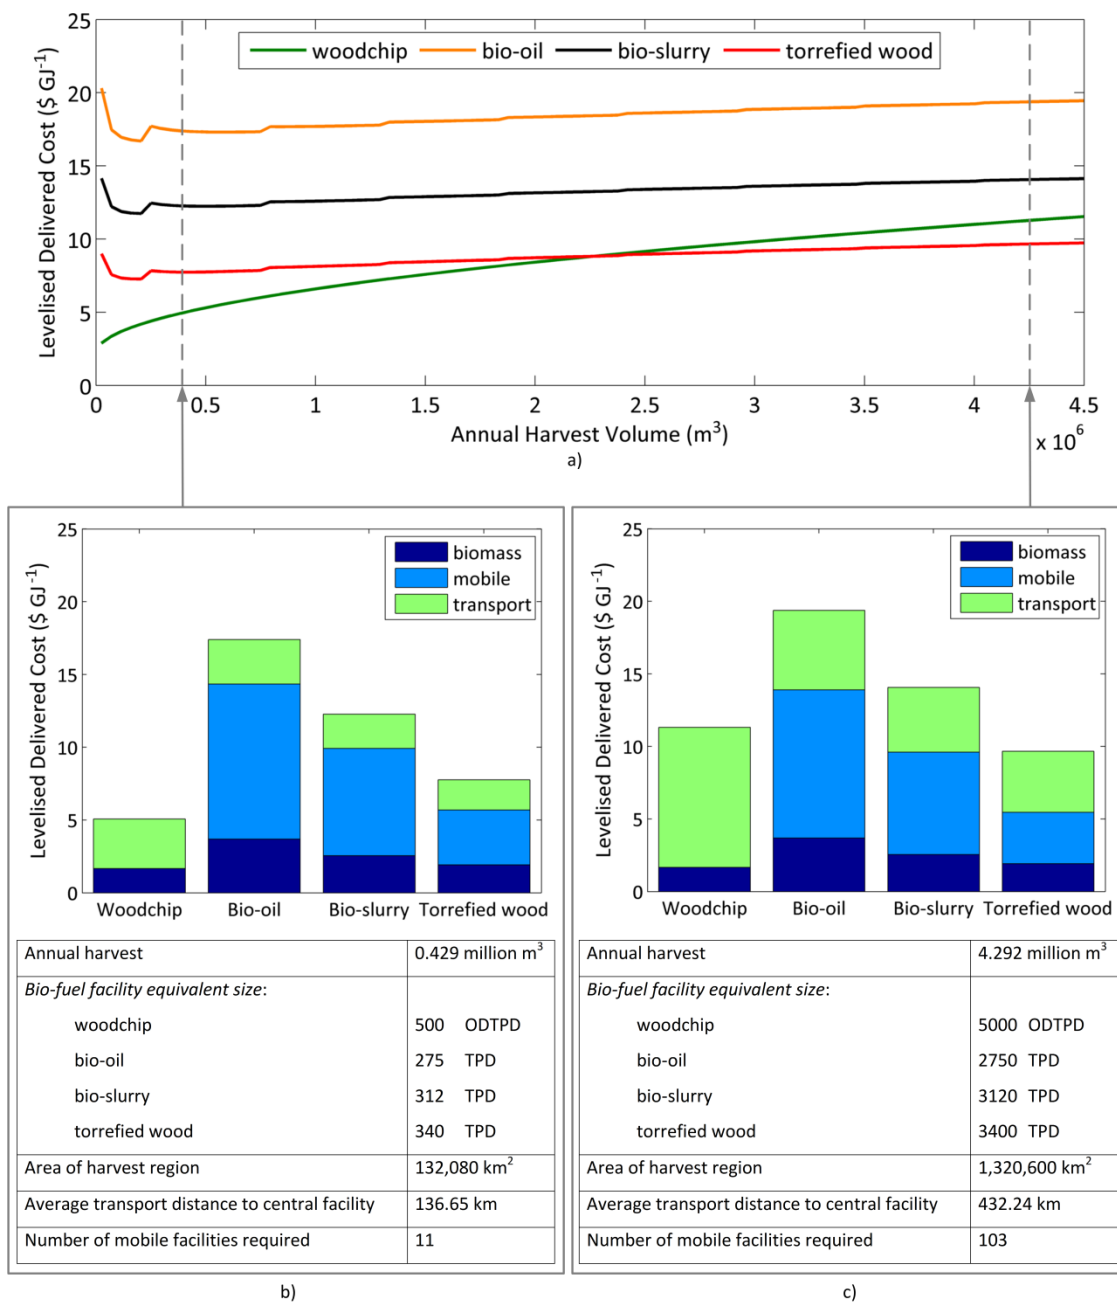 25
20
15
10
5
0
Levelised Delivered Cost ($ GJ-1)
woodchip bio-oil bio-slurry torrefied wood
0 0.5 1 1.5 2 2.5 3 3.5 4 4.5
Annual Harvest Volume (m3)
x 10 6
a)
25
20
15
10
5
0
Levelised Delivered Cost ($ GJ-1)
biomass
mobile
transport
Woodchip Bio-oil Bio-slurry Torrefied wood
Annual harvest 0.429 million m3
Bio-fuel facility equivalent size:
woodchip 500 ODTPD
bio-oil 275 TPD
bio-slurry 312 TPD
torrefied wood 340 TPD
Area of harvest region 132,080 km2
Average transport distance to central facility 136.65 km
Number of mobile facilities required 11
b)
25
20
15
10
5
0
Levelised Delivered Cost ($ GJ-1)
biomass
mobile
transport
Woodchip Bio-oil Bio-slurry Torrefied wood
Annual harvest 4.292 million m3
Bio-fuel facility equivalent size:
woodchip 5000 ODTPD
bio-oil 2750 TPD
bio-slurry 3120 TPD
torrefied wood 3400 TPD
Area of harvest region 1,320,600 km2
Average transport distance to central facility 432.24 km
Number of mobile facilities required 103
c)